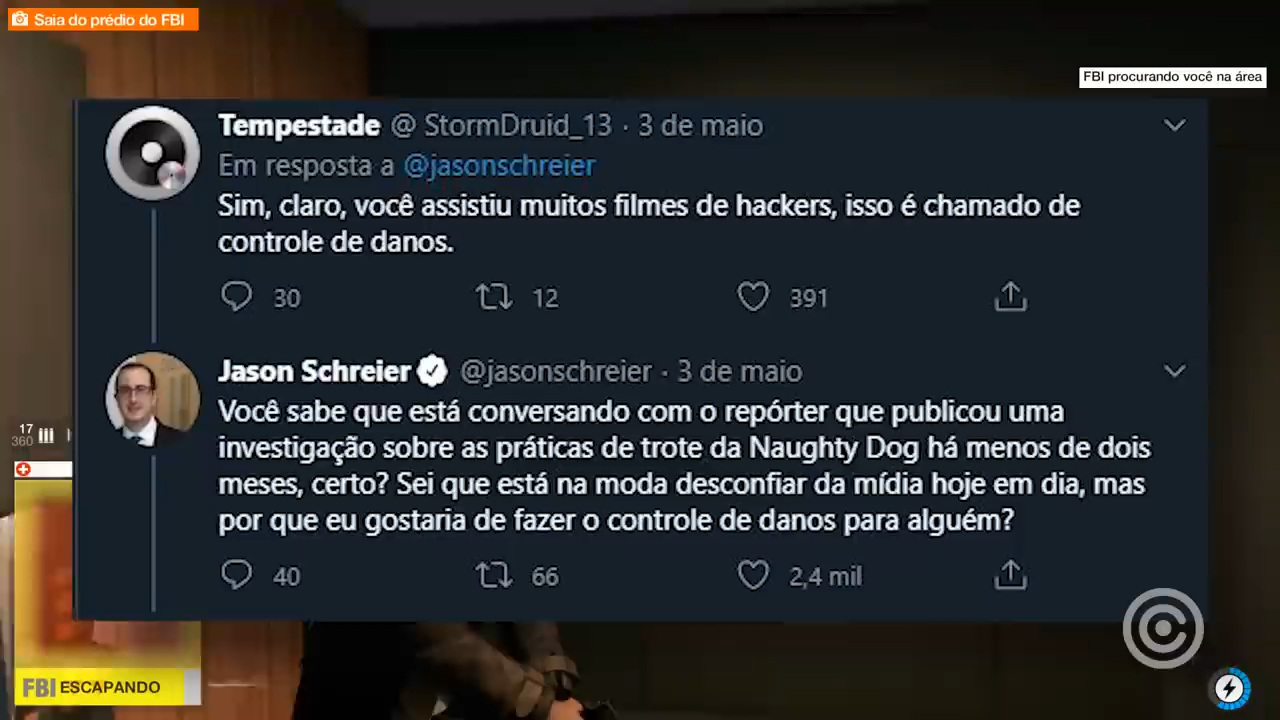 Saia do prédio do FBI
FBI procurando você na área
Tempestade @ StormDruid_13 · 3 de maio
Em resposta a @jasonschreier
Sim, claro, você assistiu muitos filmes de hackers, isso é chamado de
controle de danos.
30 12 391
Jason Schreier @jasonschreier · 3 de maio
Você sabe que está conversando com o repórter que publicou uma
investigação sobre as práticas de trote da Naughty Dog há menos de dois
meses, certo? Sei que está na moda desconfiar da mídia hoje em dia, mas
por que eu gostaria de fazer o controle de danos para alguém?
40 66 2,4 mil
17
360
FBI ESCAPANDO